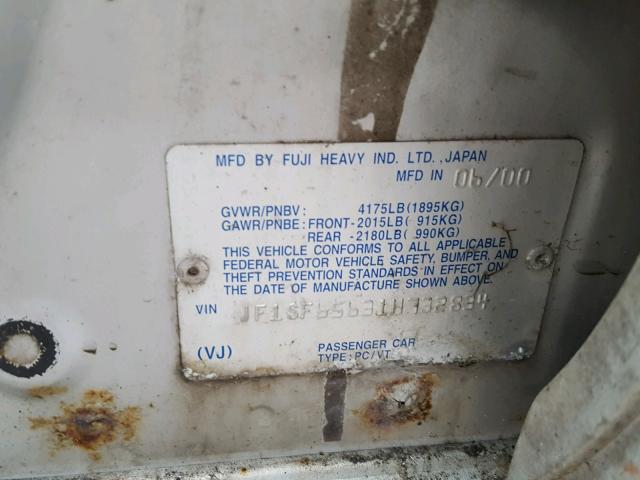 MFD BY FUJI HEAVY IND. LTD., JAPAN
MFD IN 06/00
GVWR/PNBV: 4175LB(1895KG)
GAWR/PNBE: FRONT-2015LB( 915KG)
REAR -2180LB( 990KG)
THIS VEHICLE CONFORMS TO ALL APPLICABLE
FEDERAL MOTOR VEHICLE SAFETY, BUMPER, AND
THEFT PREVENTION STANDARDS IN EFFECT ON
THE DATE OF MANUFACTURE SHOWN ABOVE.
VIN JF1SF65631H732834
(VJ) PASSENGER CAR
TYPE: PC/VT